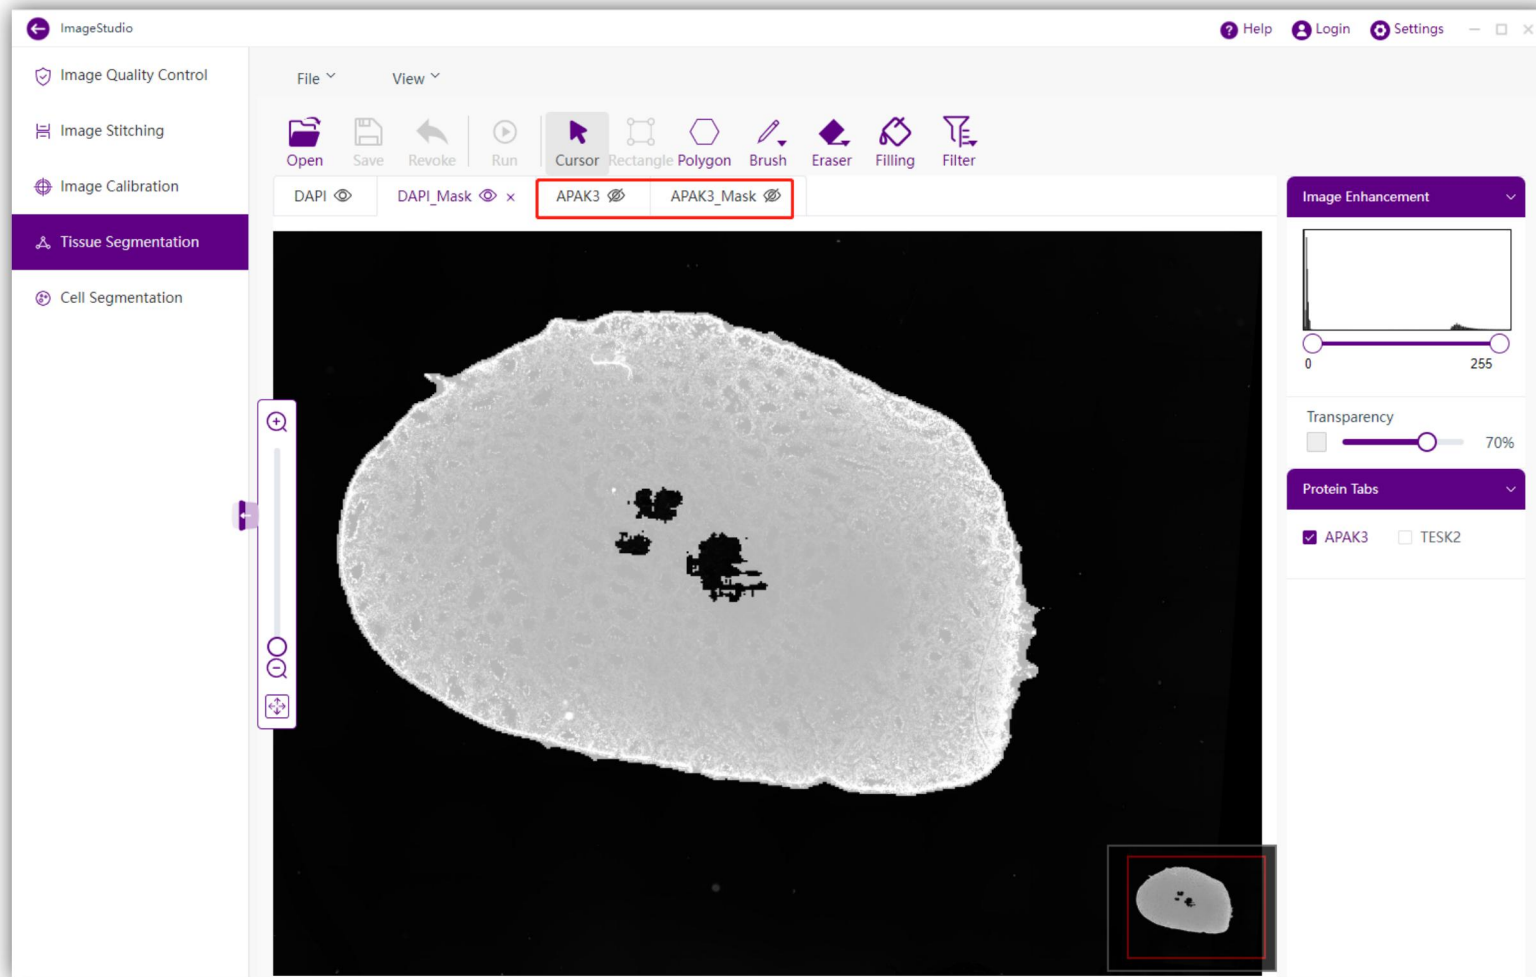 ImageStudio
Help Login Settings
Image Quality Control
Image Stitching
Image Calibration
Tissue Segmentation
Cell Segmentation
File View
Open Save Revoke Run Cursor Rectangle Polygon Brush Eraser Filling Filter
DAPI DAPI_Mask × APAK3 APAK3_Mask
Image Enhancement
0 255
Transparency
70%
Protein Tabs
APAK3 TESK2